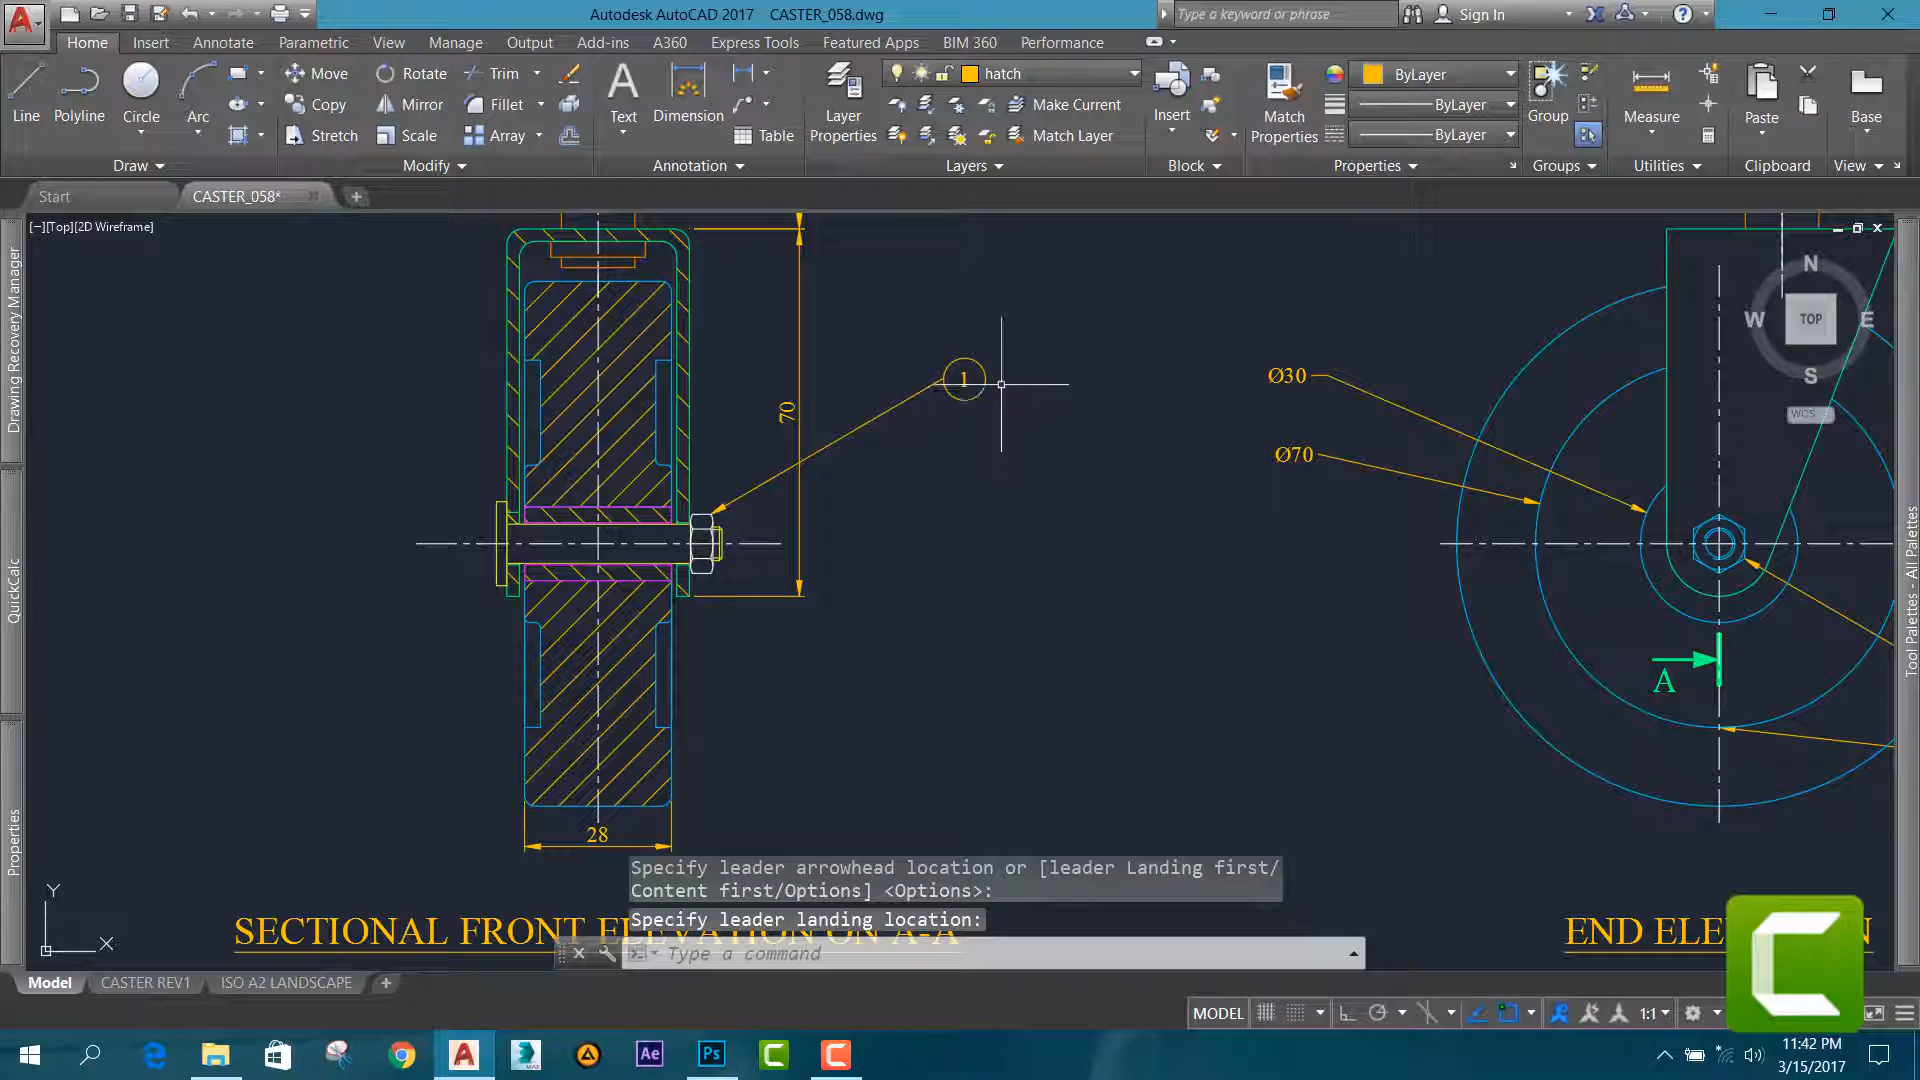 Autodesk AutoCAD 2017 CASTER_058.dwg
Type a keyword or phrase
Sign In
Home Insert Annotate Parametric View Manage Output Add-ins A360 Express Tools Featured Apps BIM 360 Performance
Line Polyline Circle Arc
Move Rotate Trim
Copy Mirror Fillet
Stretch Scale Array
Text Dimension Table
Layer Properties
hatch
Make Current
Match Layer
Insert
Match Properties
ByLayer
ByLayer
ByLayer
Group Measure Paste Base
Draw Modify Annotation Layers Block Properties Groups Utilities Clipboard View
Start CASTER_058*
[−][Top][2D Wireframe]
Drawing Recovery Manager
QuickCalc
Properties
Tool Palettes - All Palettes
N
W TOP E
S
WCS
1
70
Ø30
Ø70
A
28
Y
X
SECTIONAL FRONT ELEVATION ON A-A
Specify leader arrowhead location or [leader Landing first/
Content first/Options] <Options>:
Specify leader landing location:
Type a command
Model CASTER REV1 ISO A2 LANDSCAPE
MODEL 1:1
MAX
Ae
Ps
11:42 PM
3/15/2017